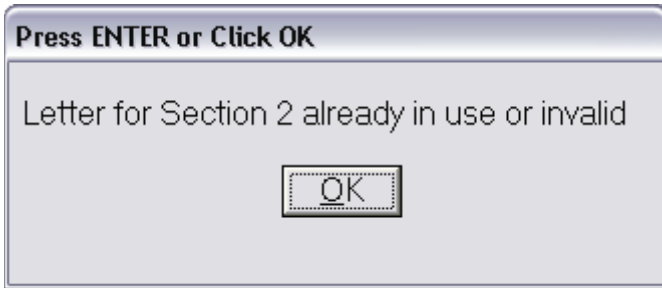 Press ENTER or Click OK
Letter for Section 2 already in use or invalid
OK